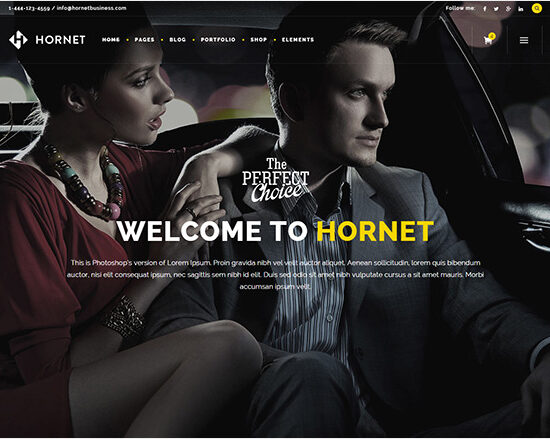 1-444-123-4559 / info@hornetbusiness.com
Follow me:
HORNET
HOME PAGES BLOG PORTFOLIO SHOP ELEMENTS
The
PERFECT
Choice
WELCOME TO HORNET
This is Photoshop's version of Lorem Ipsum. Proin gravida nibh vel velit auctor aliquet. Aenean sollicitudin, lorem quis bibendum
auctor, nisi elit consequat ipsum, nec sagittis sem nibh id elit. Duis sed odio sit amet nibh vulputate cursus a sit amet mauris. Morbi
accumsan ipsum velit.